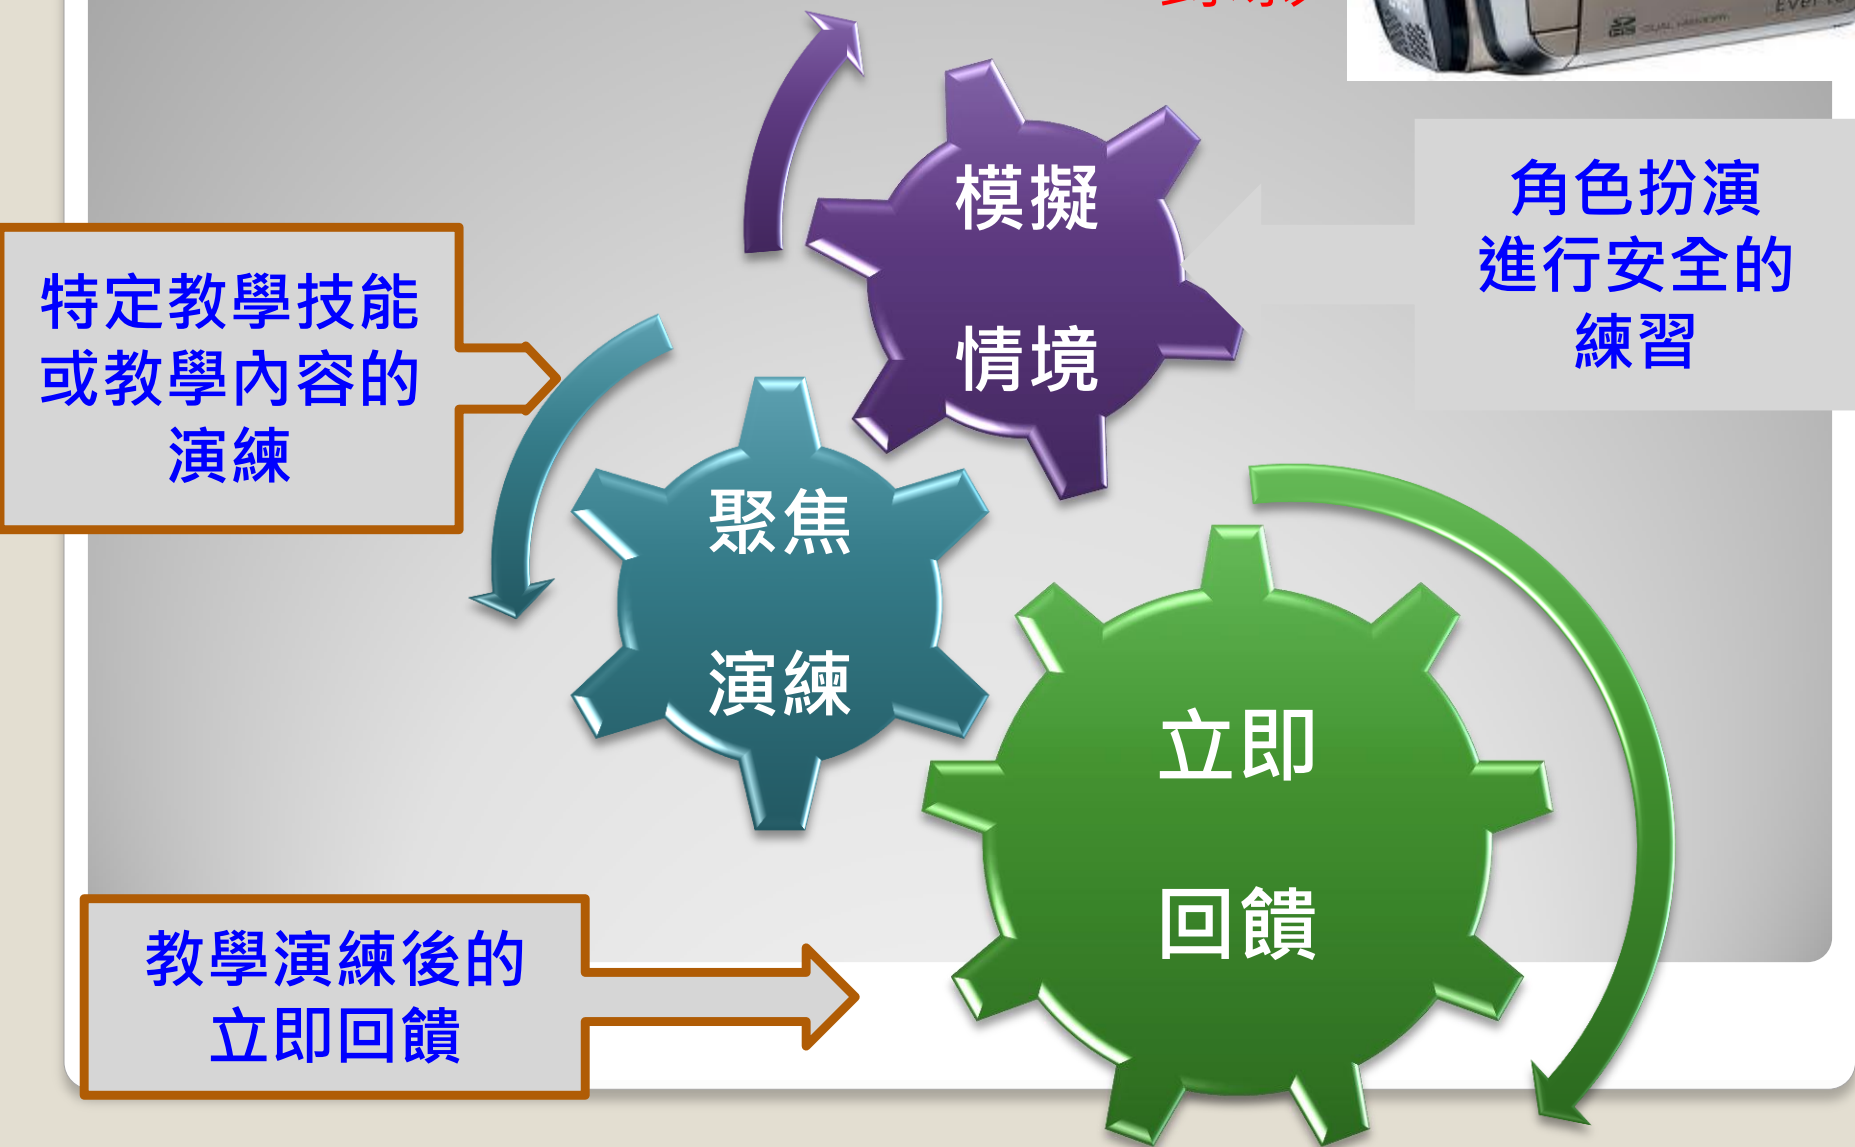 模擬
情境
角色扮演
進行安全的
練習
特定教學技能
或教學內容的
演練
聚焦
演練
立即
回饋
教學演練後的
立即回饋